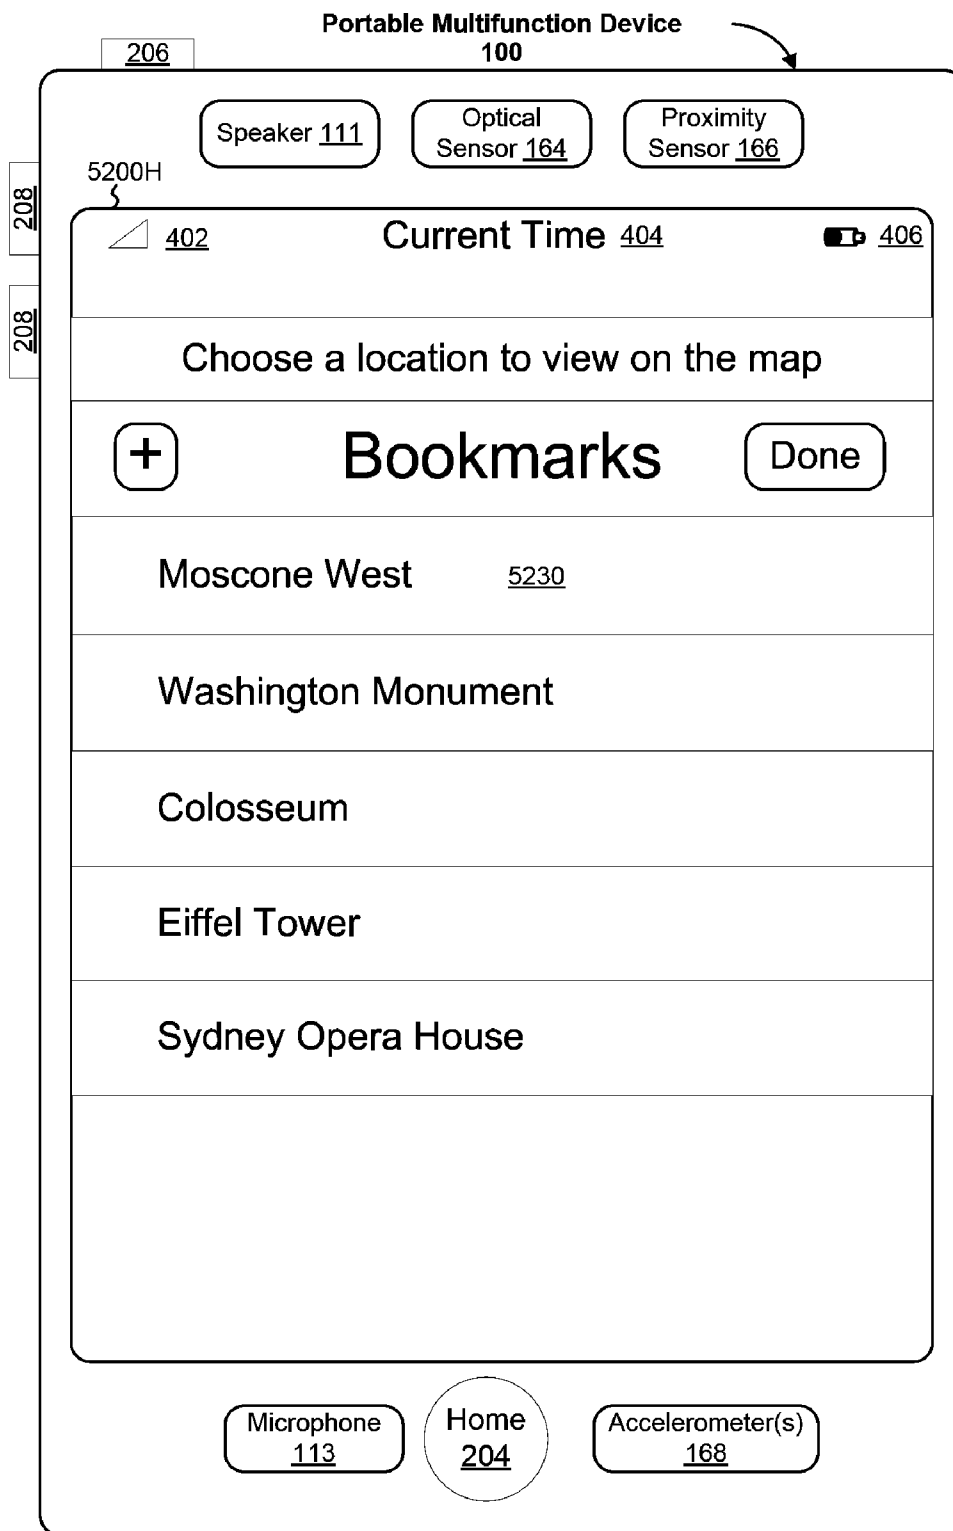 Portable Multifunction Device
100
206
Speaker 111
Optical
Sensor 164
Proximity
Sensor 166
208
5200H
402
Current Time 404
406
208
Choose a location to view on the map
+
Bookmarks
Done
Moscone West
5230
Washington Monument
Colosseum
Eiffel Tower
Sydney Opera House
Microphone
113
Home
204
Accelerometer(s)
168